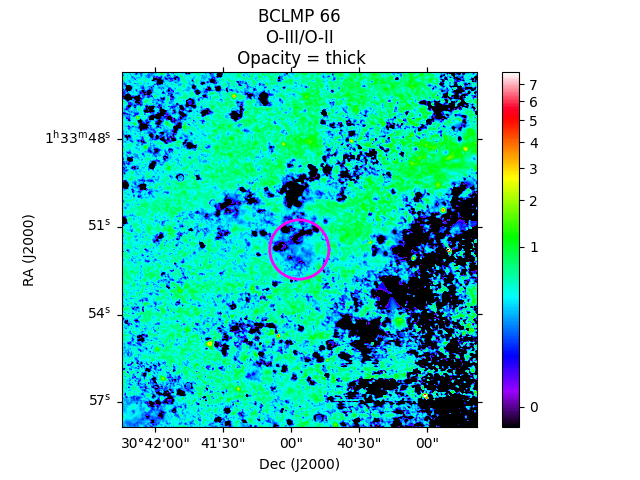 BCLMP 66
O-III/O-II
Opacity = thick
7
6
5
4
3
2
1
0
RA (J2000)
1h33m48s
51s
54s
57s
30°42'00" 41'30" 00" 40'30" 00"
Dec (J2000)